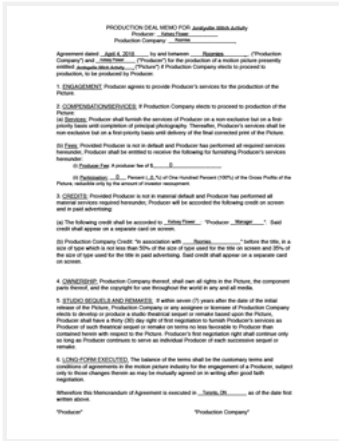 PRODUCTION DEAL MEMO FOR Amityville Witch Activity
Producer: Kelsey Flower
Production Company: Roomies
Agreement dated April 4, 2018 by and between Roomies ("Production
Company") and Kelsey Flower ("Producer") for the production of a motion picture presently
entitled Amityville Witch Activity ("Picture") if Production Company elects to proceed to
production, to be produced by Producer.
1. ENGAGEMENT: Producer agrees to provide Producer's services for the production of the
Picture.
2. COMPENSATION/SERVICES: If Production Company elects to proceed to production of the
Picture:
(a) Services: Producer shall furnish the services of Producer on a non-exclusive but on a first-
priority basis until completion of principal photography. Thereafter, Producer's services shall be
non exclusive but on a first-priority basis until delivery of the final corrected print of the Picture.
(b) Fees: Provided Producer is not in default and Producer has performed all required services
hereunder, Producer shall be entitled to receive the following for furnishing Producer's services
hereunder:
(i) Producer Fee: A producer fee of $ 0
(ii) Participation: 0 Percent (_0_%) of One Hundred Percent (100%) of the Gross Profits of the
Picture, reducible only by the amount of investor recoupment.
3. CREDITS: Provided Producer is not in material default and Producer has performed all
material services required hereunder, Producer will be accorded the following credit on screen
and in paid advertising:
(a) The following credit shall be accorded to Kelsey Flower : "Producer Manager ". Said
credit shall appear on a separate card on screen.
(b) Production Company Credit: "In association with Roomies " before the title, in a
size of type which is not less than 50% of the size of type used for the title on screen and 35% of
the size of type used for the title in paid advertising. Said credit shall appear on a separate card
on screen.
4. OWNERSHIP: Production Company thereof, shall own all rights in the Picture, the component
parts thereof, and the copyright for use throughout the world in any and all media.
5. STUDIO SEQUELS AND REMAKES: If within seven (7) years after the date of the initial
release of the Picture, Production Company or any assignee or licensee of Production Company
elects to develop or produce a studio theatrical sequel or remake based upon the Picture,
Producer shall have a thirty (30) day right of first negotiation to furnish Producer's services as
Producer of such theatrical sequel or remake on terms no less favorable to Producer than
contained herein with respect to the Picture. Producer's first negotiation right shall continue only
so long as Producer continues to serve as individual Producer of each successive sequel or
remake.
6. LONG-FORM EXECUTED: The balance of the terms shall be the customary terms and
conditions of agreements in the motion picture industry for the engagement of a Producer, subject
only to those changes therein as may be mutually agreed on in writing after good faith
negotiation.
Wherefore this Memorandum of Agreement is executed in Toronto, ON as of the date first
written above.
"Producer" "Production Company"